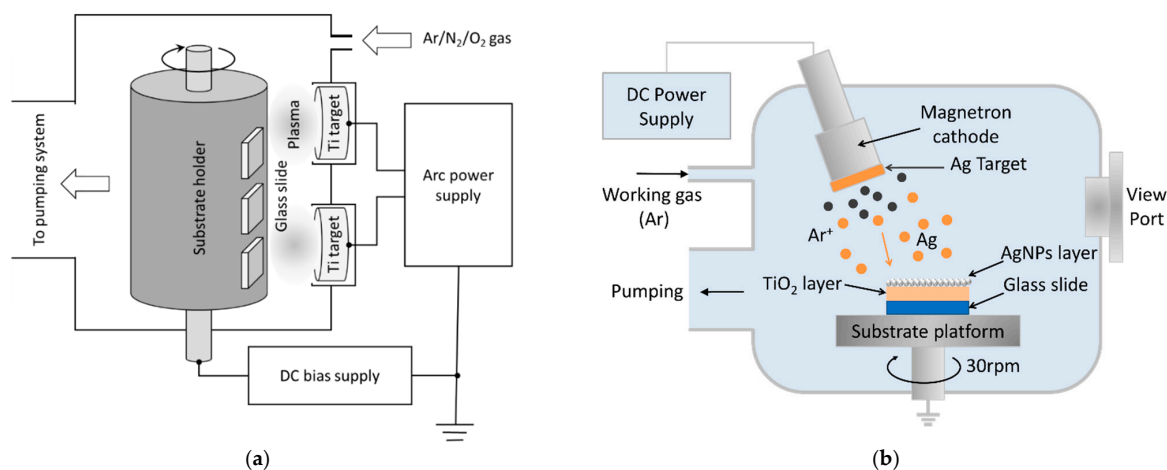 Ar/N₂/O₂ gas
To pumping system
Substrate holder
Glass slide
Plasma
Ti target
Ti target
Arc power
supply
DC bias supply
(a)
DC Power
Supply
Magnetron
cathode
Ag Target
Working gas
(Ar)
Ar⁺
Ag
View
Port
AgNPs layer
Pumping
TiO₂ layer
Glass slide
Substrate platform
30rpm
(b)